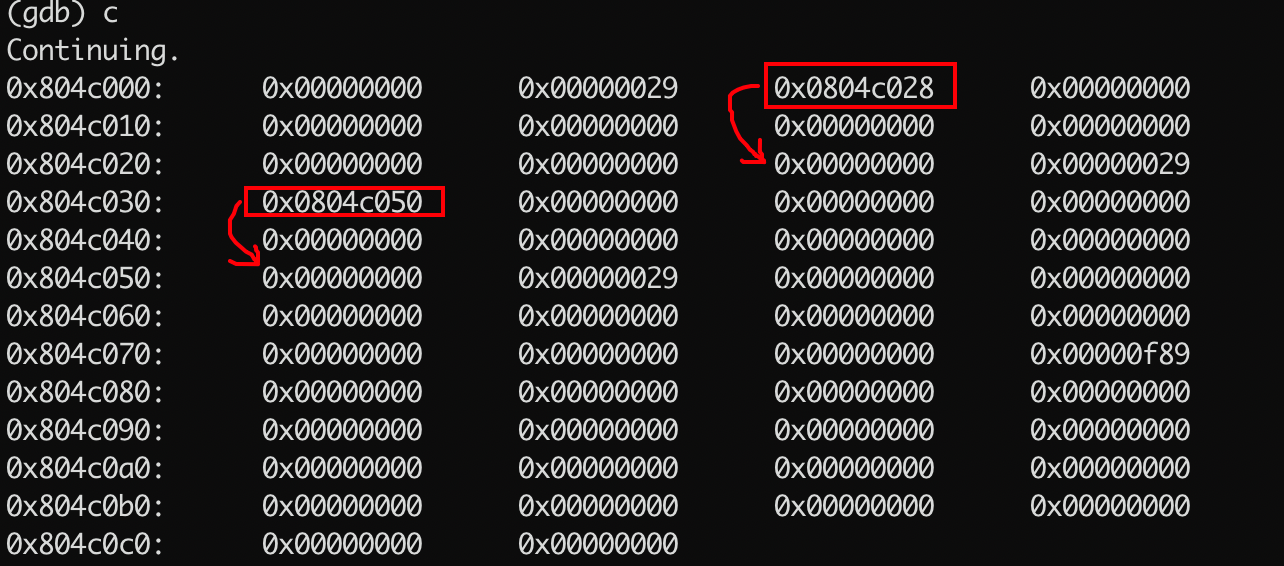 (gdb) c
Continuing.
0x804c000: 0x00000000 0x00000029 0x0804c028 0x00000000
0x804c010: 0x00000000 0x00000000 0x00000000 0x00000000
0x804c020: 0x00000000 0x00000000 0x00000000 0x00000029
0x804c030: 0x0804c050 0x00000000 0x00000000 0x00000000
0x804c040: 0x00000000 0x00000000 0x00000000 0x00000000
0x804c050: 0x00000000 0x00000029 0x00000000 0x00000000
0x804c060: 0x00000000 0x00000000 0x00000000 0x00000000
0x804c070: 0x00000000 0x00000000 0x00000000 0x00000f89
0x804c080: 0x00000000 0x00000000 0x00000000 0x00000000
0x804c090: 0x00000000 0x00000000 0x00000000 0x00000000
0x804c0a0: 0x00000000 0x00000000 0x00000000 0x00000000
0x804c0b0: 0x00000000 0x00000000 0x00000000 0x00000000
0x804c0c0: 0x00000000 0x00000000